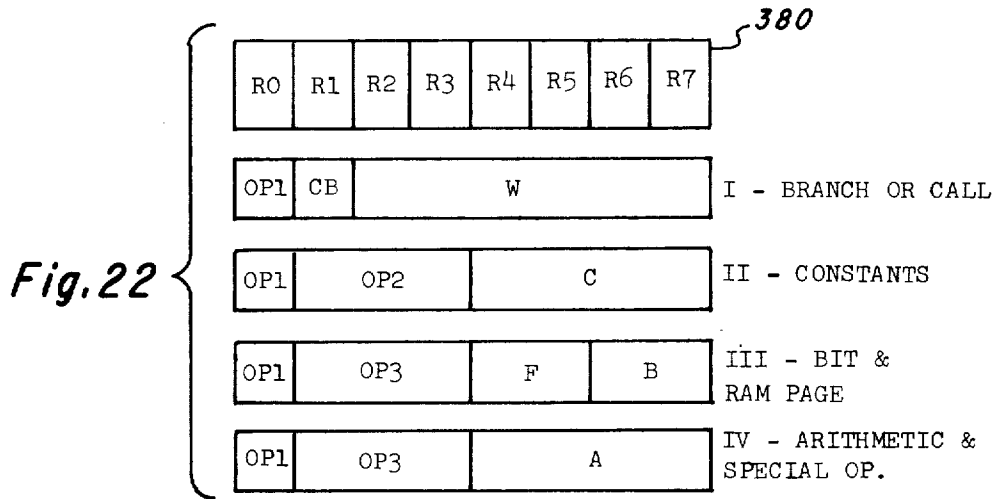 380
R0 R1 R2 R3 R4 R5 R6 R7
OP1 CB W I - BRANCH OR CALL
Fig. 22
OP1 OP2 C II - CONSTANTS
OP1 OP3 F B III - BIT &
RAM PAGE
OP1 OP3 A IV - ARITHMETIC &
SPECIAL OP.